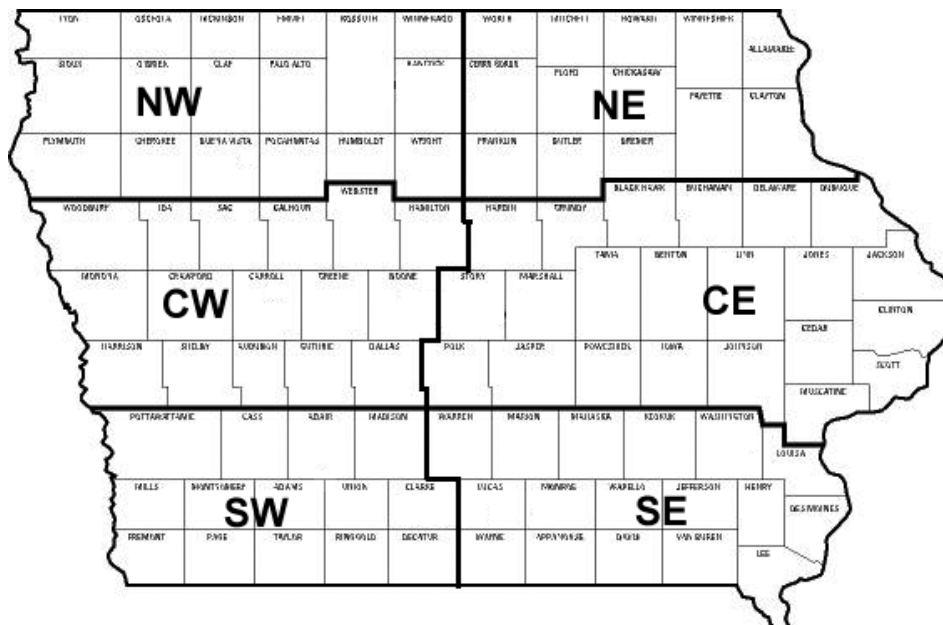 LYON OSCEOLA DICKINSON EMMET KOSSUTH WINNEBAGO WORTH MITCHELL HOWARD WINNESHIEK
ALLAMAKEE
SIOUX O'BRIEN CLAY PALO ALTO HANCOCK CERRO GORDO
FLOYD CHICKASAW
NW NE
FAYETTE CLAYTON
PLYMOUTH CHEROKEE BUENA VISTA POCAHONTAS HUMBOLDT WRIGHT FRANKLIN BUTLER BREMER
WEBSTER BLACK HAWK BUCHANAN DELAWARE DUBUQUE
WOODBURY IDA SAC CALHOUN HAMILTON HARDIN GRUNDY
TAMA BENTON LINN JONES JACKSON
MONONA CRAWFORD CARROLL GREENE BOONE STORY MARSHALL
CW CE
CLINTON
CEDAR
HARRISON SHELBY AUDUBON GUTHRIE DALLAS POLK JASPER POWESHIEK IOWA JOHNSON
SCOTT
MUSCATINE
POTTAWATTAMIE CASS ADAIR MADISON WARREN MARION MAHASKA KEOKUK WASHINGTON
LOUISA
MILLS MONTGOMERY ADAMS UNION CLARKE LUCAS MONROE WAPELLO JEFFERSON HENRY
DES MOINES
SW SE
FREMONT PAGE TAYLOR RINGGOLD DECATUR WAYNE APPANOOSE DAVIS VAN BUREN
LEE